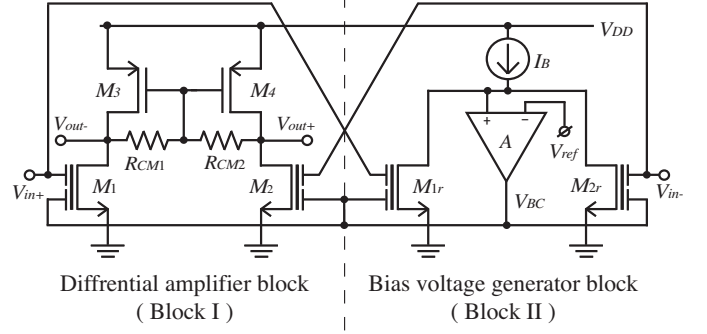 VDD
IB
M3
M4
Vout-
Vout+
RCM1
RCM2
+
−
A
Vref
Vin+
M1
M2
M1r
VBC
M2r
Vin-
Diffrential amplifier block
( Block I )
Bias voltage generator block
( Block II )